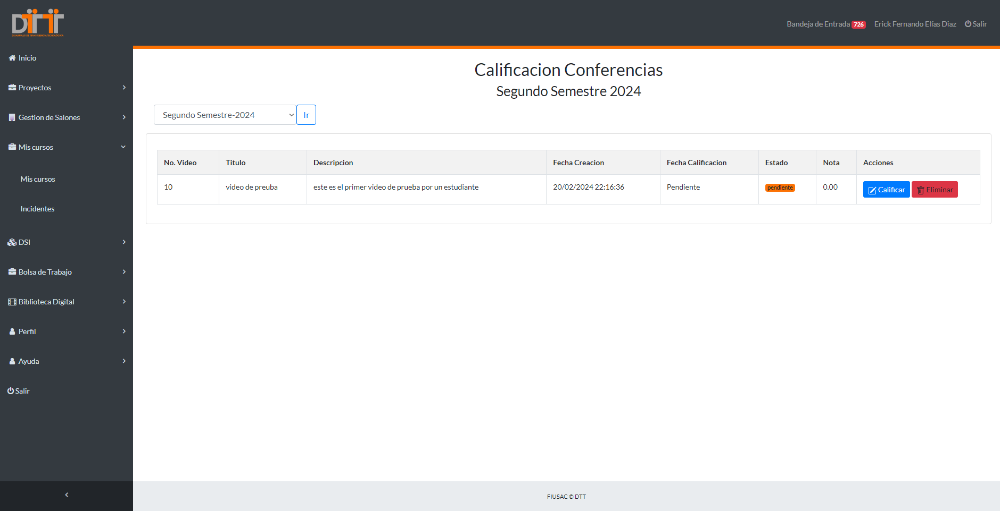 DTT
DESARROLLO DE TRANSFERENCIA TECNOLÓGICA
Bandeja de Entrada 726 Erick Fernando Elías Diaz Salir
Inicio
Proyectos
Gestion de Salones
Mis cursos
Mis cursos
Incidentes
DSI
Bolsa de Trabajo
Biblioteca Digital
Perfil
Ayuda
Salir
Calificacion Conferencias
Segundo Semestre 2024
Segundo Semestre-2024 Ir
No. Video Titulo Descripcion Fecha Creacion Fecha Calificacion Estado Nota Acciones
10 video de preuba este es el primer video de prueba por un estudiante 20/02/2024 22:16:36 Pendiente pendiente 0.00 Calificar Eliminar
FIUSAC © DTT